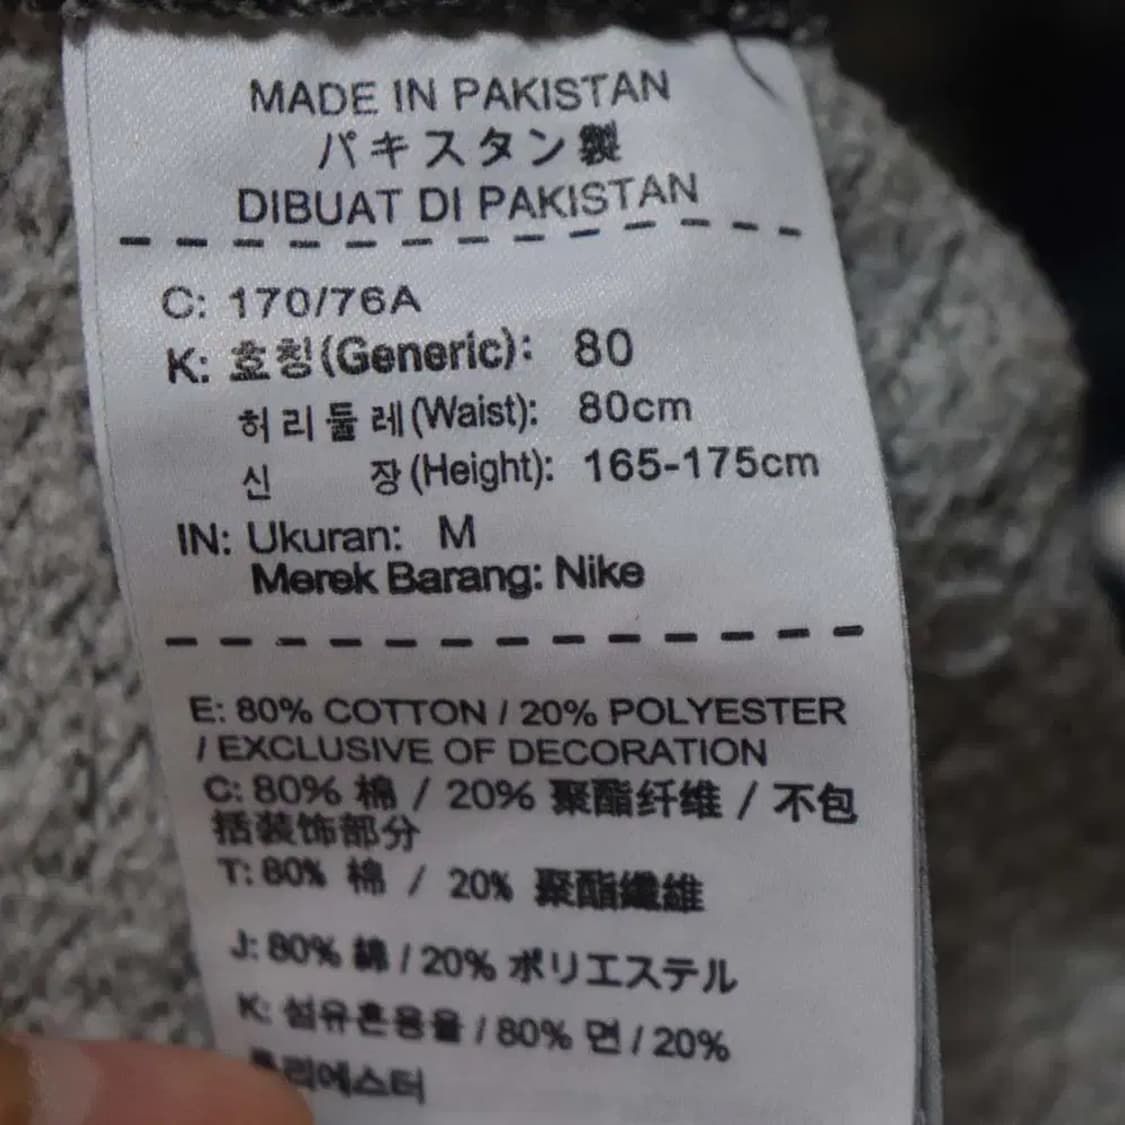 MADE IN PAKISTAN
パキスタン製
DIBUAT DI PAKISTAN
C: 170/76A
K: 호칭(Generic): 80
허리둘레(Waist): 80cm
신 장(Height): 165-175cm
IN: Ukuran: M
Merek Barang: Nike
E: 80% COTTON / 20% POLYESTER
/ EXCLUSIVE OF DECORATION
C: 80% 棉 / 20% 聚酯纤维 / 不包
括装饰部分
T: 80% 棉 / 20% 聚酯纖維
J: 80% 綿 / 20% ポリエステル
K: 섬유혼용율 / 80% 면 / 20%
폴리에스터